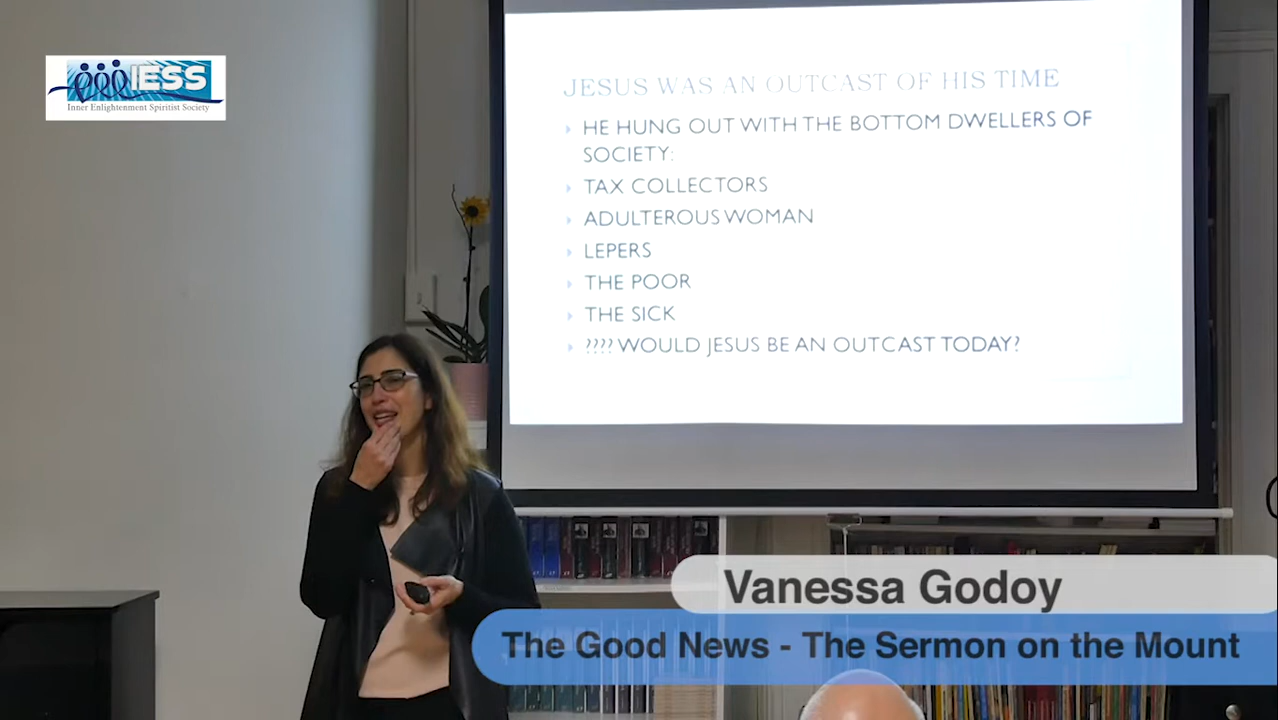 IESS
Inner Enlightenment Spiritist Society
JESUS WAS AN OUTCAST OF HIS TIME
HE HUNG OUT WITH THE BOTTOM DWELLERS OF
SOCIETY:
TAX COLLECTORS
ADULTEROUS WOMAN
LEPERS
THE POOR
THE SICK
???? WOULD JESUS BE AN OUTCAST TODAY?
Vanessa Godoy
The Good News - The Sermon on the Mount